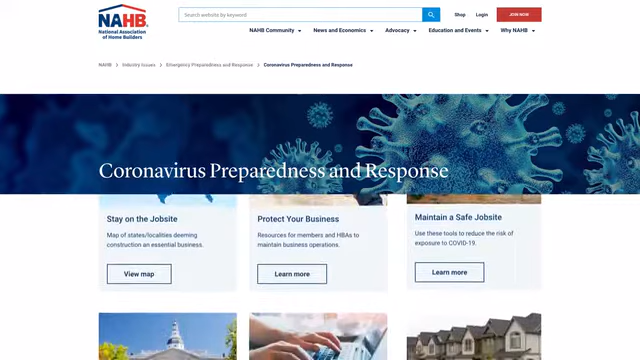 NAHB
National Association
of Home Builders
Search website by keyword
Shop
Login
JOIN NOW
NAHB Community
News and Economics
Advocacy
Education and Events
Why NAHB
NAHB > Industry Issues > Emergency Preparedness and Response > Coronavirus Preparedness and Response
Coronavirus Preparedness and Response
Stay on the Jobsite
Map of states/localities deeming
construction an essential business.
View map
Protect Your Business
Resources for members and HBAs to
maintain business operations.
Learn more
Maintain a Safe Jobsite
Use these tools to reduce the risk of
exposure to COVID-19.
Learn more